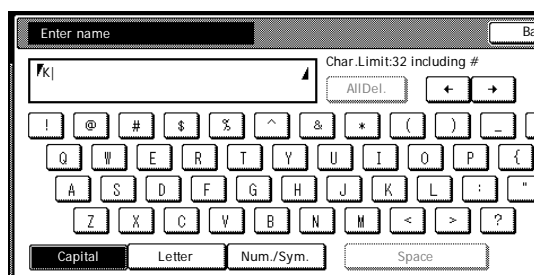 Enter name
Ba
K|
Char.Limit:32 including #
AllDel.
← →
! @ # $ % ^ & * ( ) _
Q W E R T Y U I O P {
A S D F G H J K L : "
Z X C V B N M < > ?
Capital Letter Num./Sym. Space